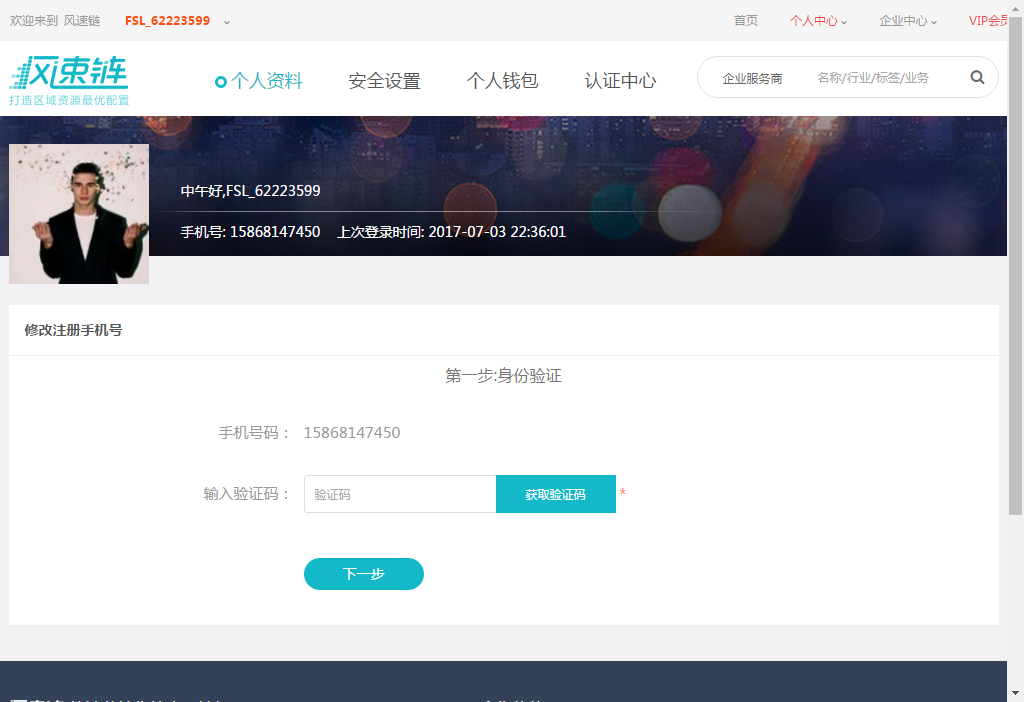 欢迎来到 风速链 FSL_62223599 首页 个人中心 企业中心 VIP会员
风速链
打造区域资源最优配置
个人资料 安全设置 个人钱包 认证中心 企业服务商 名称/行业/标签/业务
中午好,FSL_62223599
手机号: 15868147450 上次登录时间: 2017-07-03 22:36:01
修改注册手机号
第一步:身份验证
手机号码： 15868147450
输入验证码： 验证码 获取验证码 *
下一步